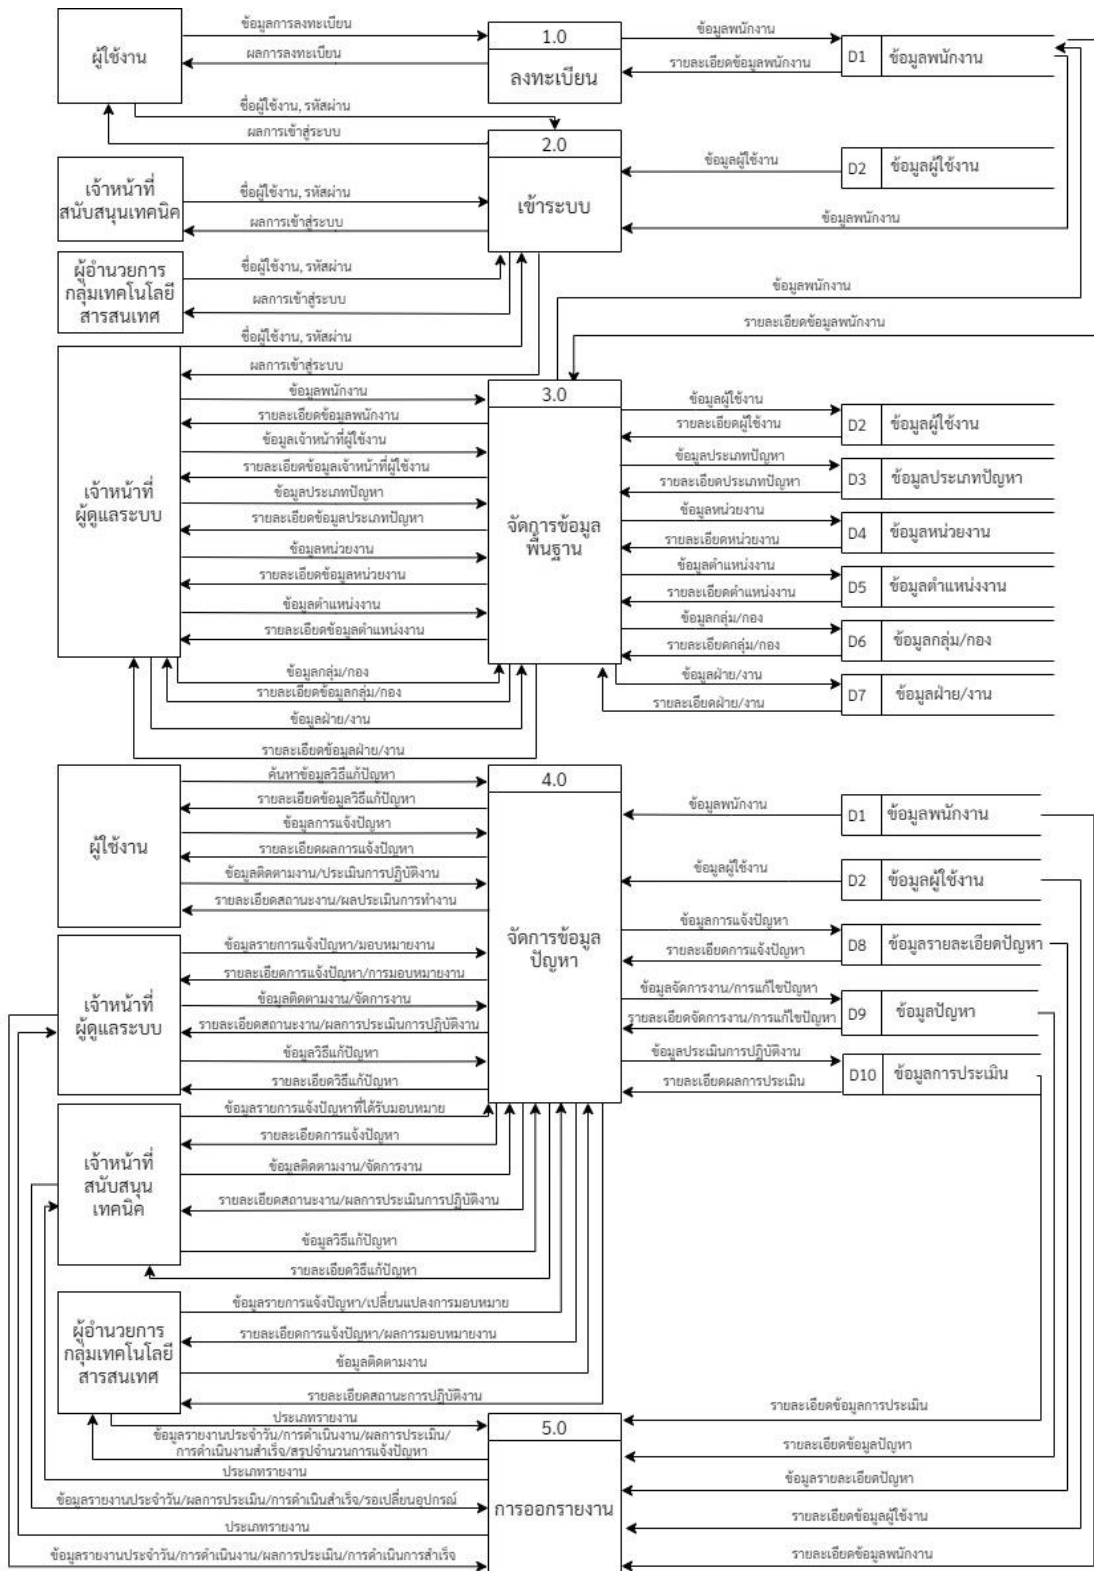 ผู้ใช้งาน
ข้อมูลการลงทะเบียน
ผลการลงทะเบียน
1.0
ลงทะเบียน
ข้อมูลพนักงาน
รายละเอียดข้อมูลพนักงาน
D1 ข้อมูลพนักงาน
ชื่อผู้ใช้งาน, รหัสผ่าน
ผลการเข้าสู่ระบบ
2.0
เข้าระบบ
ข้อมูลผู้ใช้งาน
D2 ข้อมูลผู้ใช้งาน
ข้อมูลพนักงาน
เจ้าหน้าที่
สนับสนุนเทคนิค
ชื่อผู้ใช้งาน, รหัสผ่าน
ผลการเข้าสู่ระบบ
ผู้อำนวยการ
กลุ่มเทคโนโลยี
สารสนเทศ
ชื่อผู้ใช้งาน, รหัสผ่าน
ผลการเข้าสู่ระบบ
ข้อมูลพนักงาน
รายละเอียดข้อมูลพนักงาน
เจ้าหน้าที่
ผู้ดูแลระบบ
ชื่อผู้ใช้งาน, รหัสผ่าน
ผลการเข้าสู่ระบบ
ข้อมูลพนักงาน
รายละเอียดข้อมูลพนักงาน
ข้อมูลเจ้าหน้าที่ผู้ใช้งาน
รายละเอียดข้อมูลเจ้าหน้าที่ผู้ใช้งาน
ข้อมูลประเภทปัญหา
รายละเอียดข้อมูลประเภทปัญหา
ข้อมูลหน่วยงาน
รายละเอียดข้อมูลหน่วยงาน
ข้อมูลตำแหน่งงาน
รายละเอียดข้อมูลตำแหน่งงาน
ข้อมูลกลุ่ม/กอง
รายละเอียดข้อมูลกลุ่ม/กอง
ข้อมูลฝ่าย/งาน
รายละเอียดข้อมูลฝ่าย/งาน
3.0
จัดการข้อมูล
พื้นฐาน
ข้อมูลผู้ใช้งาน
รายละเอียดผู้ใช้งาน
D2 ข้อมูลผู้ใช้งาน
ข้อมูลประเภทปัญหา
รายละเอียดประเภทปัญหา
D3 ข้อมูลประเภทปัญหา
ข้อมูลหน่วยงาน
รายละเอียดหน่วยงาน
D4 ข้อมูลหน่วยงาน
ข้อมูลตำแหน่งงาน
รายละเอียดตำแหน่งงาน
D5 ข้อมูลตำแหน่งงาน
ข้อมูลกลุ่ม/กอง
รายละเอียดกลุ่ม/กอง
D6 ข้อมูลกลุ่ม/กอง
ข้อมูลฝ่าย/งาน
รายละเอียดฝ่าย/งาน
D7 ข้อมูลฝ่าย/งาน
ผู้ใช้งาน
ค้นหาข้อมูลวิธีแก้ปัญหา
รายละเอียดข้อมูลวิธีแก้ปัญหา
ข้อมูลการแจ้งปัญหา
รายละเอียดผลการแจ้งปัญหา
ข้อมูลติดตามงาน/ประเมินการปฏิบัติงาน
รายละเอียดสถานะงาน/ผลประเมินการทำงาน
4.0
จัดการข้อมูล
ปัญหา
ข้อมูลพนักงาน
D1 ข้อมูลพนักงาน
ข้อมูลผู้ใช้งาน
D2 ข้อมูลผู้ใช้งาน
ข้อมูลการแจ้งปัญหา
รายละเอียดการแจ้งปัญหา
D8 ข้อมูลรายละเอียดปัญหา
ข้อมูลจัดการงาน/การแก้ไขปัญหา
รายละเอียดจัดการงาน/การแก้ไขปัญหา
D9 ข้อมูลปัญหา
ข้อมูลประเมินการปฏิบัติงาน
รายละเอียดผลการประเมิน
D10 ข้อมูลการประเมิน
เจ้าหน้าที่
ผู้ดูแลระบบ
ข้อมูลรายการแจ้งปัญหา/มอบหมายงาน
รายละเอียดการแจ้งปัญหา/การมอบหมายงาน
ข้อมูลติดตามงาน/จัดการงาน
รายละเอียดสถานะงาน/ผลการประเมินการปฏิบัติงาน
ข้อมูลวิธีแก้ปัญหา
รายละเอียดวิธีแก้ปัญหา
เจ้าหน้าที่
สนับสนุน
เทคนิค
ข้อมูลรายการแจ้งปัญหาที่ได้รับมอบหมาย
รายละเอียดการแจ้งปัญหา
ข้อมูลติดตามงาน/จัดการงาน
รายละเอียดสถานะงาน/ผลการประเมินการปฏิบัติงาน
ข้อมูลวิธีแก้ปัญหา
รายละเอียดวิธีแก้ปัญหา
ผู้อำนวยการ
กลุ่มเทคโนโลยี
สารสนเทศ
ข้อมูลรายการแจ้งปัญหา/เปลี่ยนแปลงการมอบหมาย
รายละเอียดการแจ้งปัญหา/ผลการมอบหมายงาน
ข้อมูลติดตามงาน
รายละเอียดสถานะการปฏิบัติงาน
ประเภทรายงาน
ข้อมูลรายงานประจำวัน/การดำเนินงาน/ผลการประเมิน/
การดำเนินงานสำเร็จ/สรุปจำนวนการแจ้งปัญหา
ประเภทรายงาน
ข้อมูลรายงานประจำวัน/ผลการประเมิน/การดำเนินสำเร็จ/รอเปลี่ยนอุปกรณ์
ประเภทรายงาน
ข้อมูลรายงานประจำวัน/การดำเนินงาน/ผลการประเมิน/การดำเนินการสำเร็จ
5.0
การออกรายงาน
รายละเอียดข้อมูลการประเมิน
รายละเอียดข้อมูลปัญหา
ข้อมูลรายละเอียดปัญหา
รายละเอียดข้อมูลผู้ใช้งาน
รายละเอียดข้อมูลพนักงาน